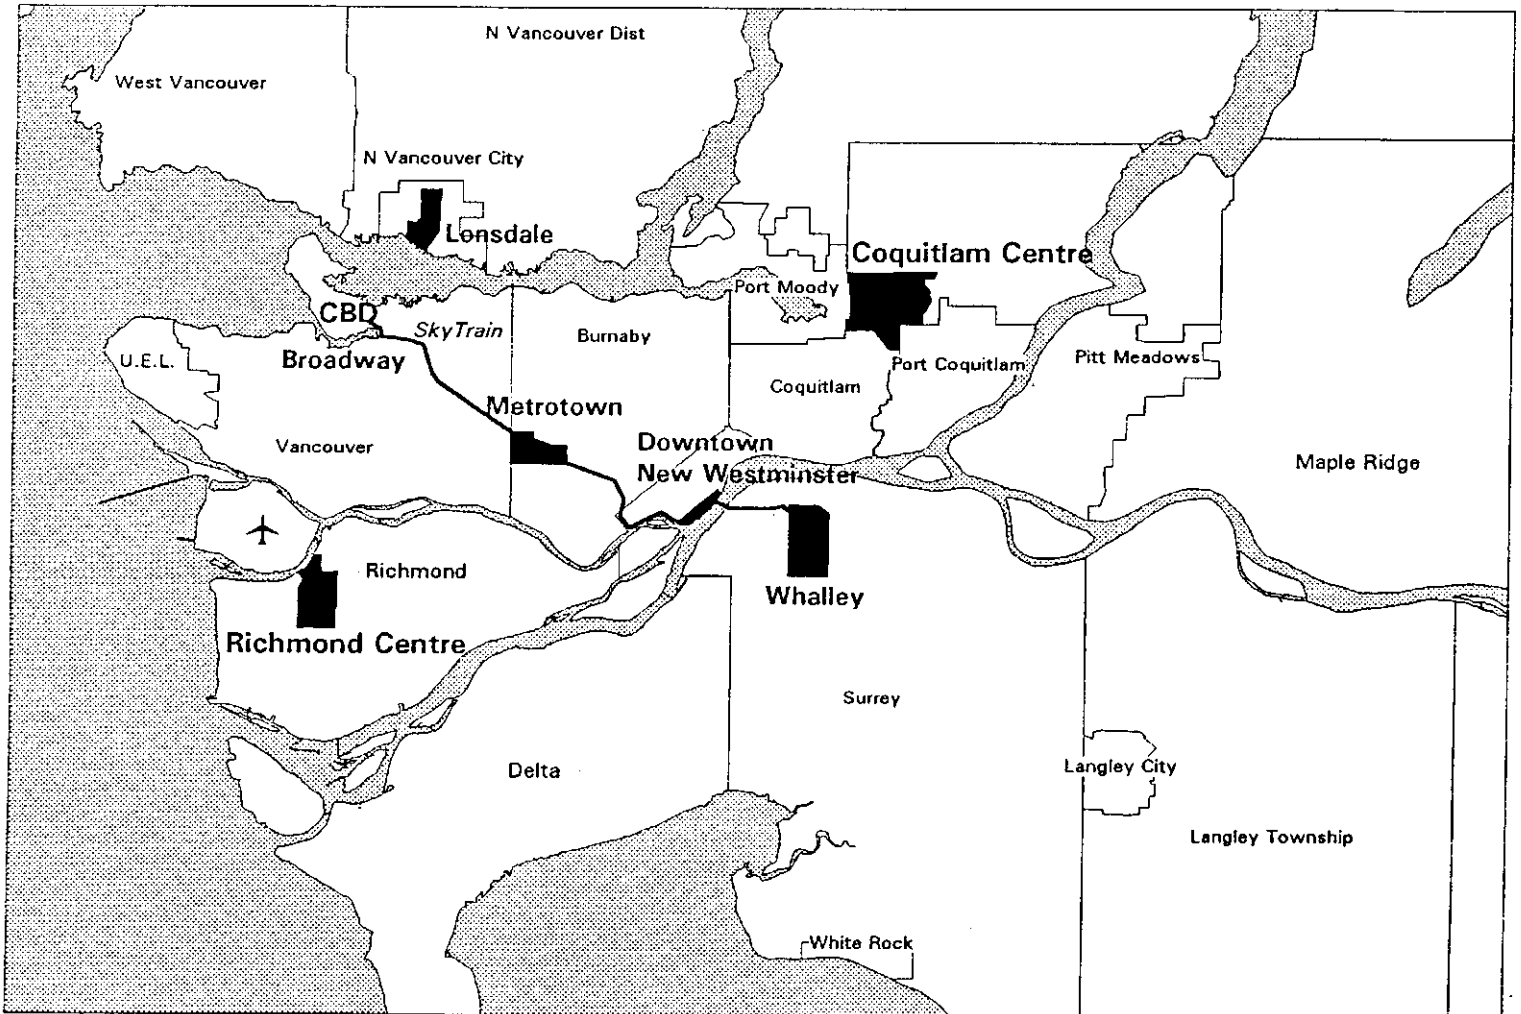 N Vancouver Dist
West Vancouver
N Vancouver City
Lonsdale
Coquitlam Centre
Port Moody
CBD
SkyTrain
Burnaby
Broadway
U.E.L.
Port Coquitlam
Pitt Meadows
Coquitlam
Metrotown
Vancouver
Downtown
New Westminster
Maple Ridge
Richmond
Whalley
Richmond Centre
Surrey
Delta
Langley City
Langley Township
White Rock